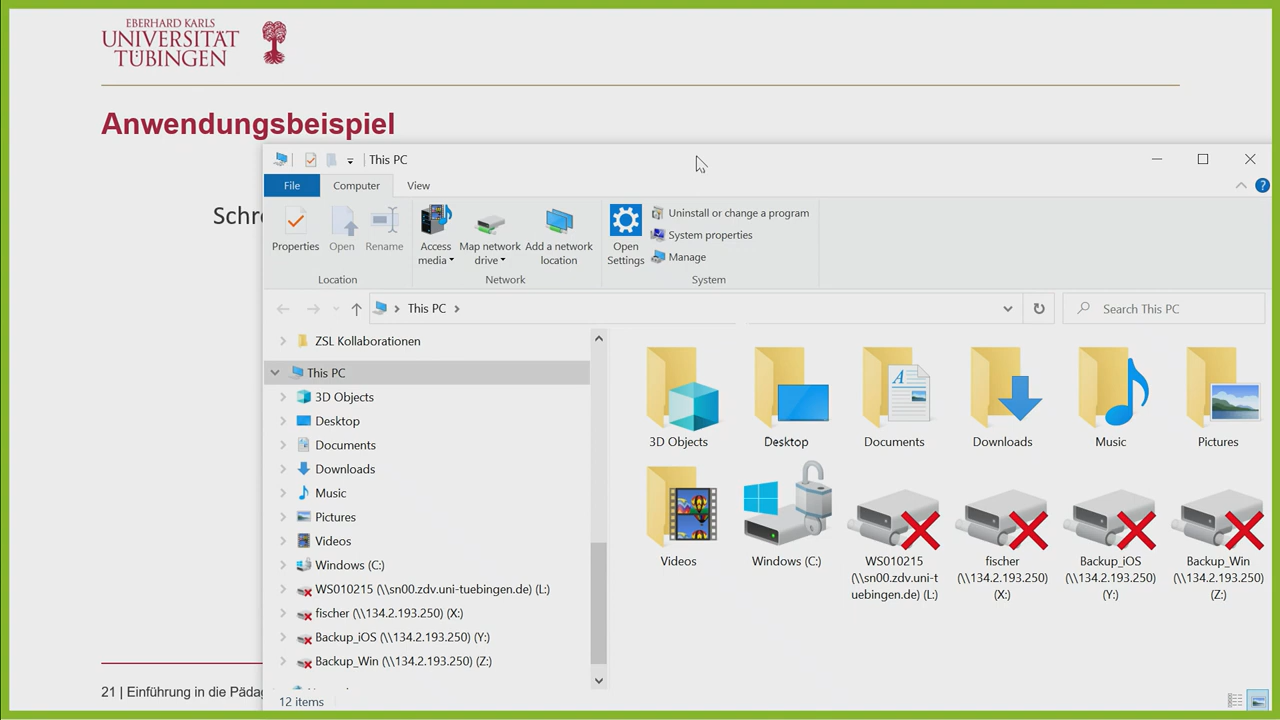 EBERHARD KARLS
UNIVERSITÄT
TÜBINGEN
Anwendungsbeispiel
This PC
File Computer View
Schre
Properties Open Rename
Access media Map network drive Add a network location
Open Settings
Uninstall or change a program
System properties
Manage
Location Network System
This PC
Search This PC
ZSL Kollaborationen
This PC
3D Objects
Desktop
Documents
Downloads
Music
Pictures
Videos
Windows (C:)
WS010215 (\\sn00.zdv.uni-tuebingen.de) (L:)
fischer (\\134.2.193.250) (X:)
Backup_iOS (\\134.2.193.250) (Y:)
Backup_Win (\\134.2.193.250) (Z:)
3D Objects Desktop Documents Downloads Music Pictures
Videos
Windows (C:)
WS010215
(\\sn00.zdv.uni-t
uebingen.de) (L:)
fischer
(\\134.2.193.250)
(X:)
Backup_iOS
(\\134.2.193.250)
(Y:)
Backup_Win
(\\134.2.193.250)
(Z:)
21 | Einführung in die Pädag
12 items